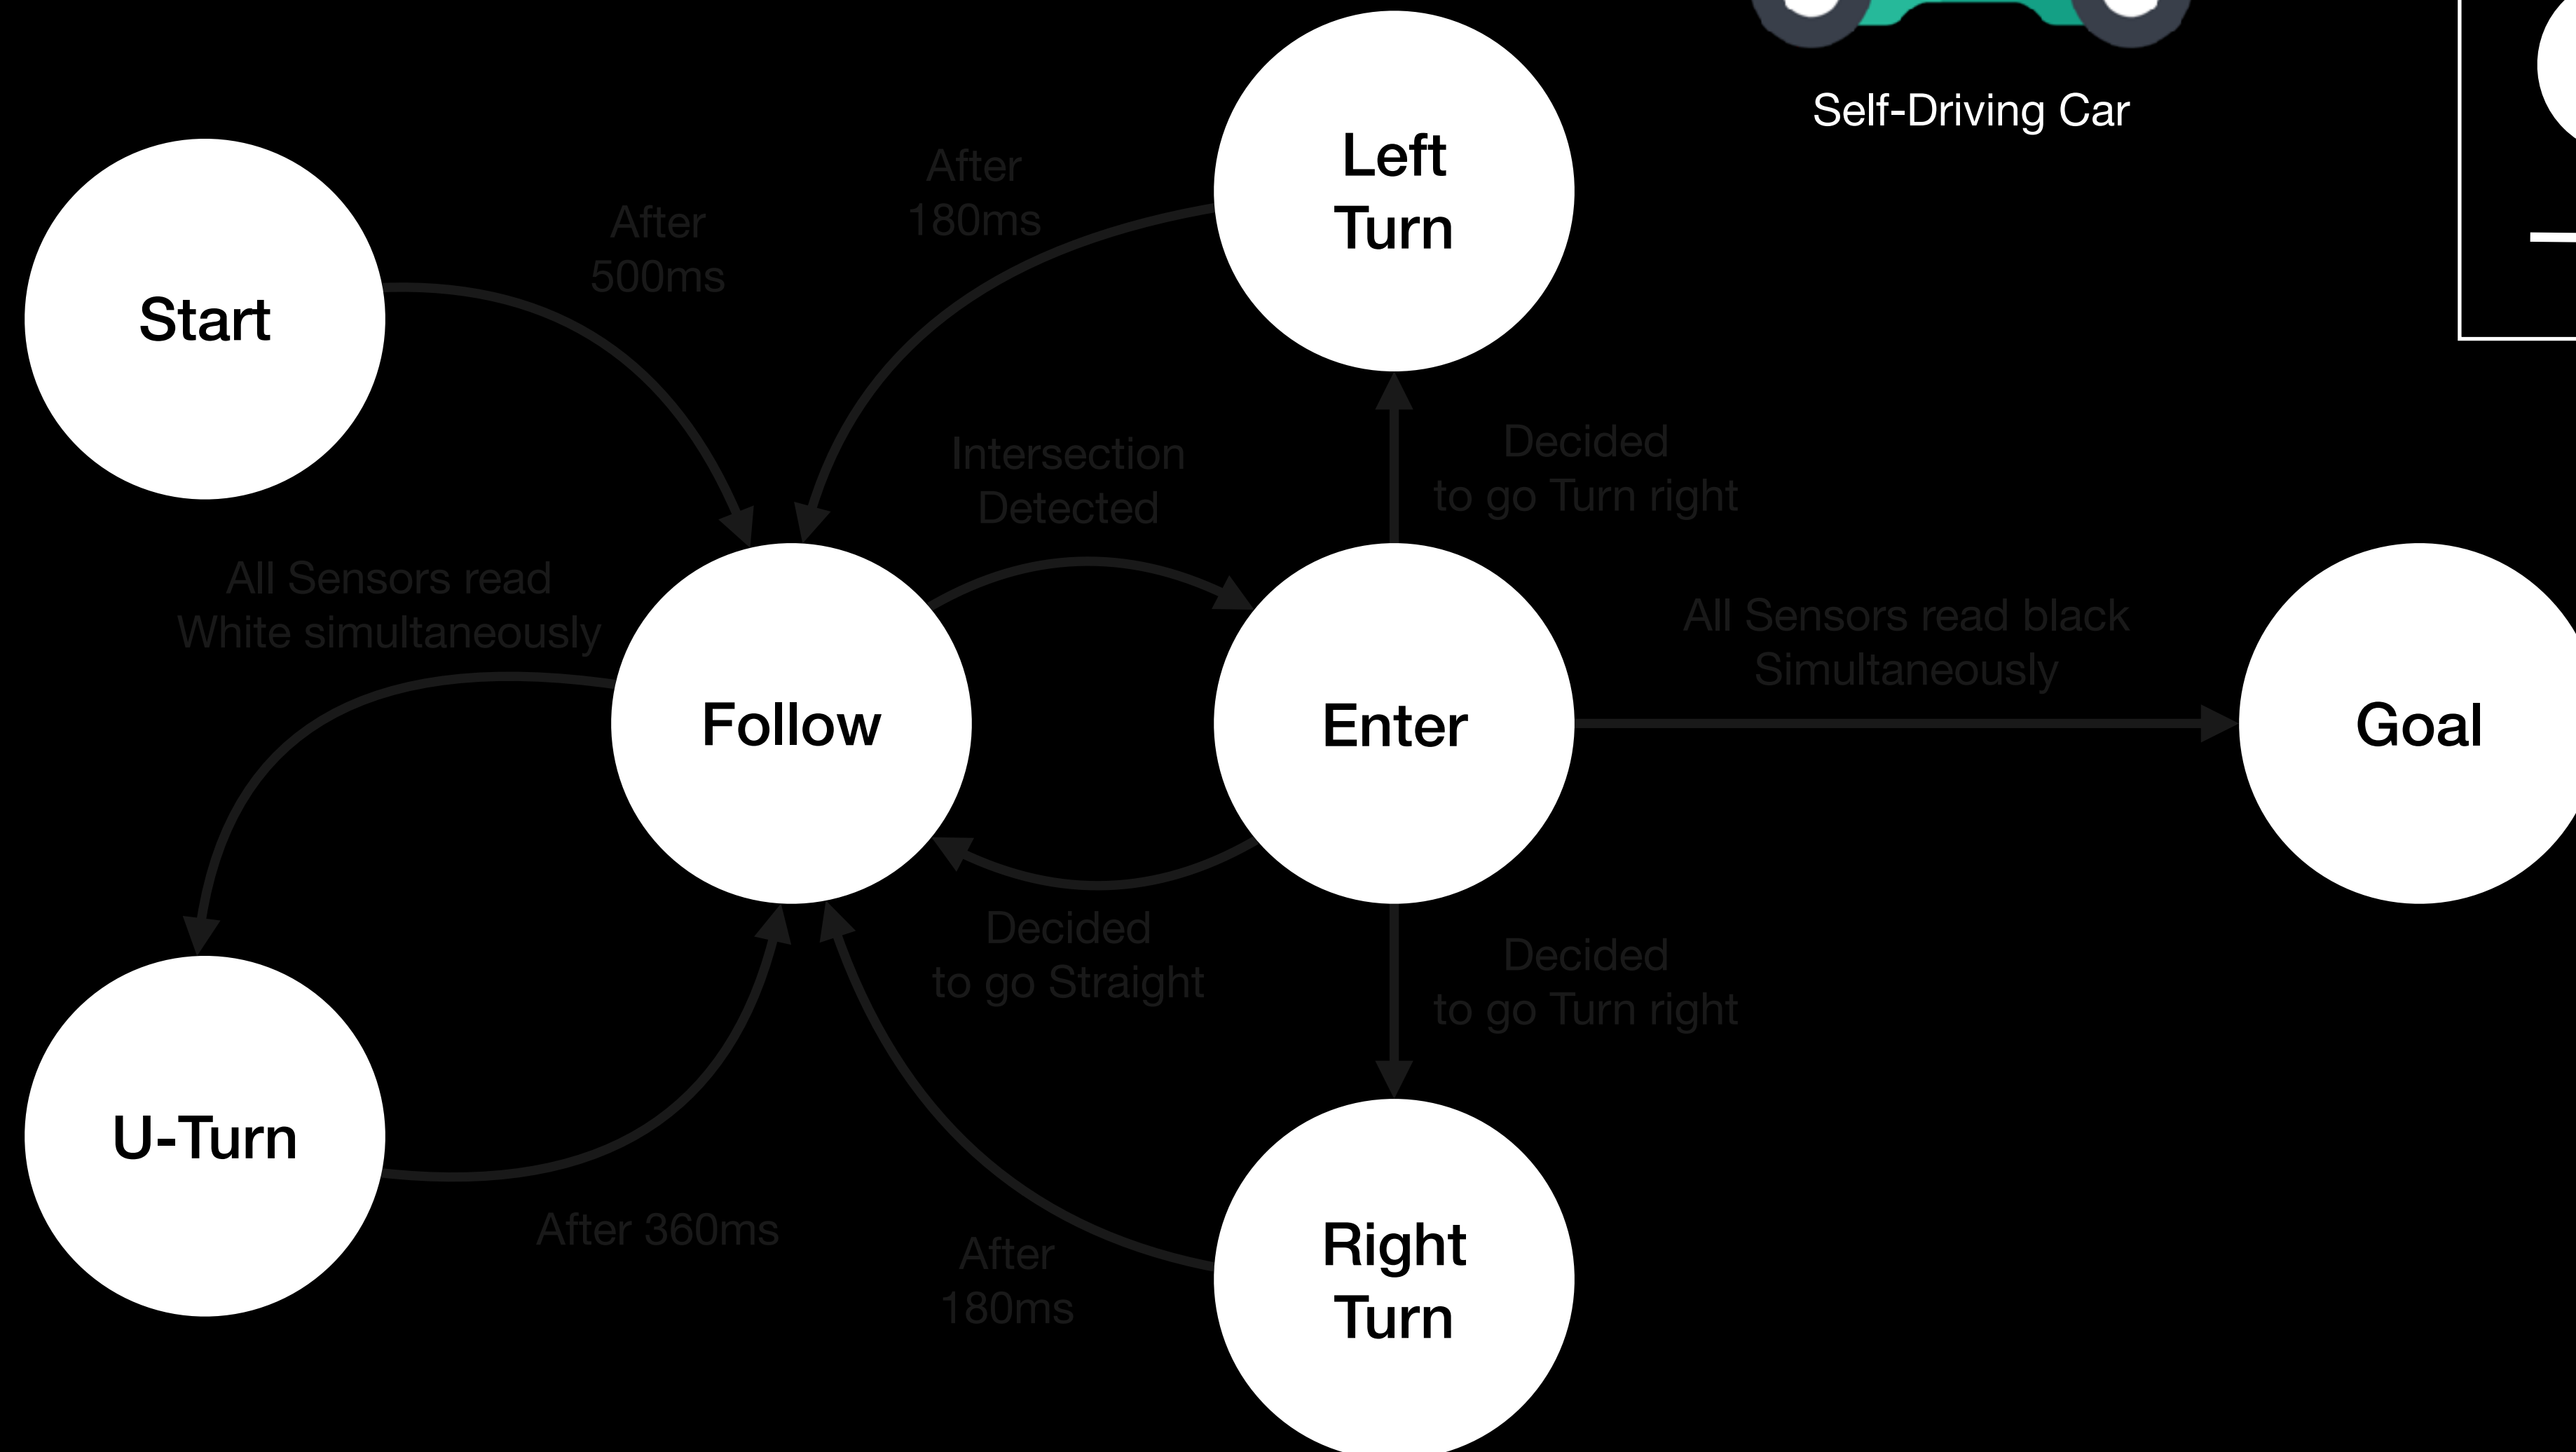 Self-Driving Car
Left
Turn
Start
After
500ms
After
180ms
Intersection
Detected
Decided
to go Turn right
All Sensors read
White simultaneously
Follow
Enter
All Sensors read black
Simultaneously
Goal
Decided
to go Straight
Decided
to go Turn right
U-Turn
After 360ms
After
180ms
Right
Turn